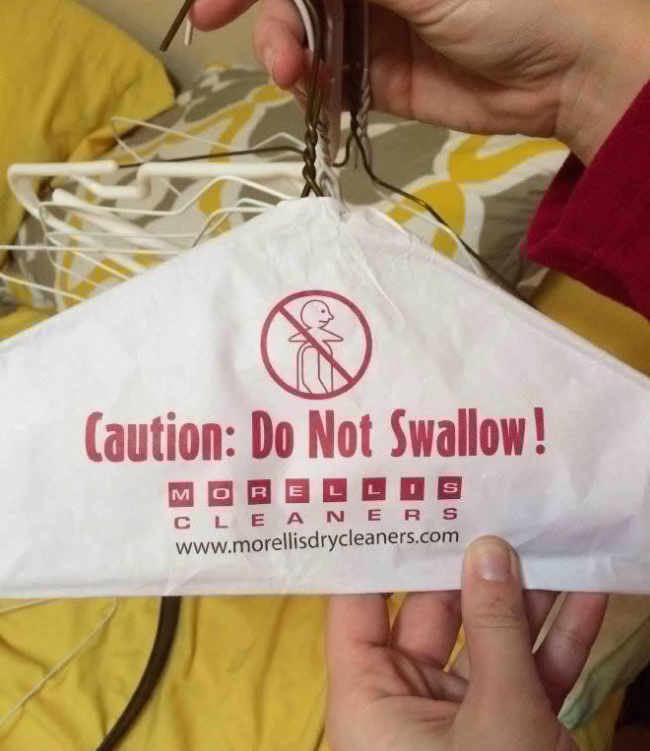 Caution: Do Not Swallow!
MORELLIS
CLEANERS
www.morellisdrycleaners.com